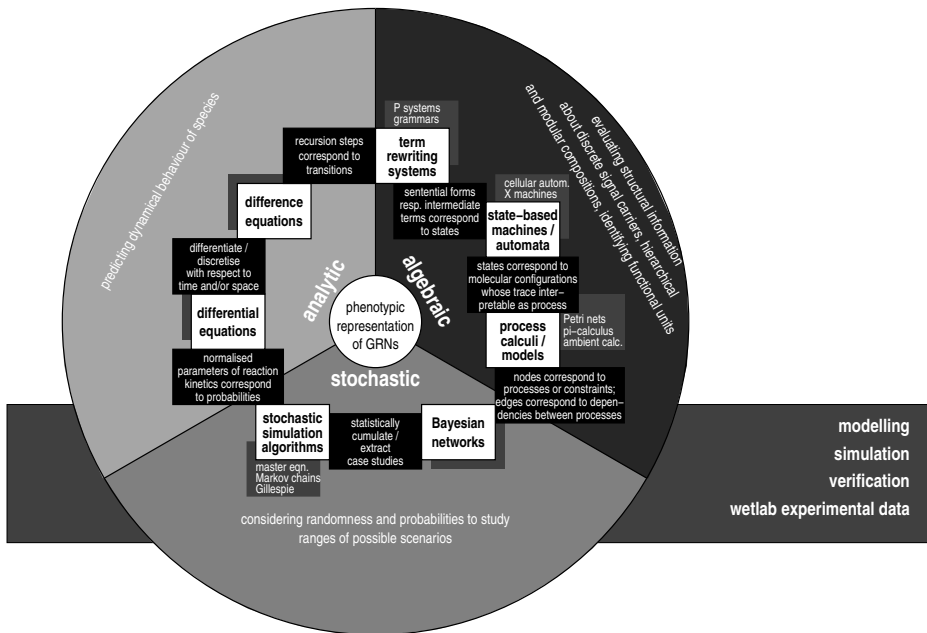 predicting dynamical behaviour of species
evaluating structural information
about discrete signal carriers, hierarchical
and modular compositions, identifying functional units
P systems
grammars
term
rewriting
systems
recursion steps
correspond to
transitions
difference
equations
sentential forms
resp. intermediate
terms correspond
to states
cellular autom.
X machines
state−based
machines /
automata
differentiate /
discretise
with respect to
time and/or space
states correspond to
molecular configurations
whose trace inter−
pretable as process
analytic
algebraic
stochastic
phenotypic
representation
of GRNs
differential
equations
process
calculi /
models
Petri nets
pi−calculus
ambient calc.
normalised
parameters of reaction
kinetics correspond
to probabilities
nodes correspond to
processes or constraints;
edges correspond to depen−
dencies between processes
stochastic
simulation
algorithms
statistically
cumulate /
extract
case studies
Bayesian
networks
master eqn.
Markov chains
Gillespie
considering randomness and probabilities to study
ranges of possible scenarios
modelling
simulation
verification
wetlab experimental data